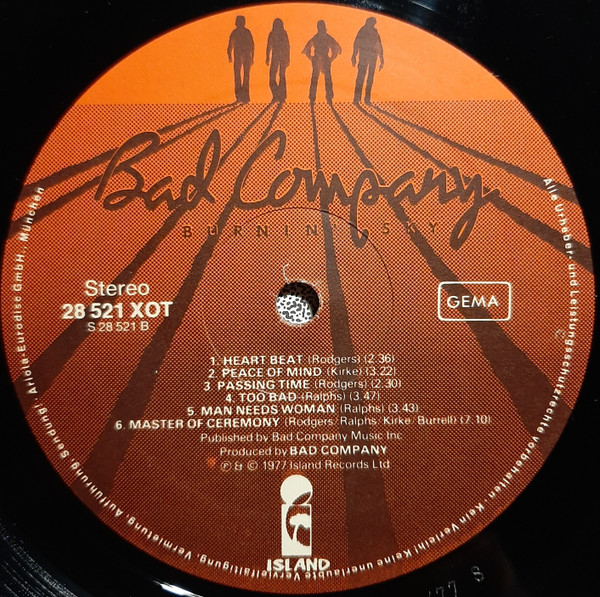 Bad Company
BURNIN' SKY
Stereo
28 521 XOT
S 28 521 B
GEMA
1. HEART BEAT (Rodgers) (2.36)
2. PEACE OF MIND (Kirke) (3.22)
3 PASSING TIME (Rodgers) (2.30)
4. TOO BAD (Ralphs) (3.47)
5. MAN NEEDS WOMAN (Ralphs) (3.43)
6. MASTER OF CEREMONY (Rodgers/Ralphs/Kirke/Burrell) (7.10)
Published by Bad Company Music Inc
Produced by BAD COMPANY
℗ & © 1977 Island Records Ltd
ISLAND
Alle Urheber- und Leistungsschutzrechte vorbehalten · Kein Verleih! Keine unerlaubte Vervielfältigung, Vermietung, Aufführung, Sendung! · Ariola-Eurodisc GmbH., München